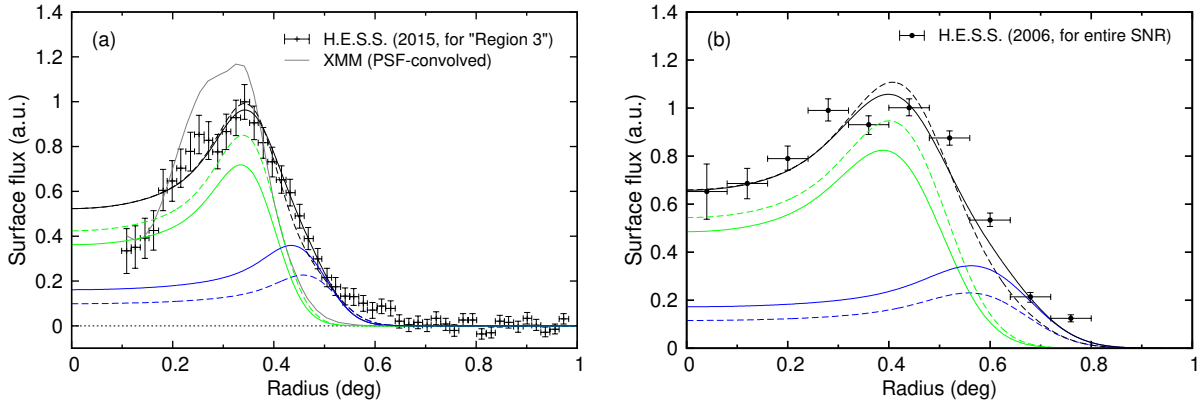 (a)
H.E.S.S. (2015, for "Region 3")
XMM (PSF-convolved)
Surface flux (a.u.)
1.4
1.2
1
0.8
0.6
0.4
0.2
0
0 0.2 0.4 0.6 0.8 1
Radius (deg)
(b)
H.E.S.S. (2006, for entire SNR)
Surface flux (a.u.)
1.4
1.2
1
0.8
0.6
0.4
0.2
0
0 0.2 0.4 0.6 0.8 1
Radius (deg)